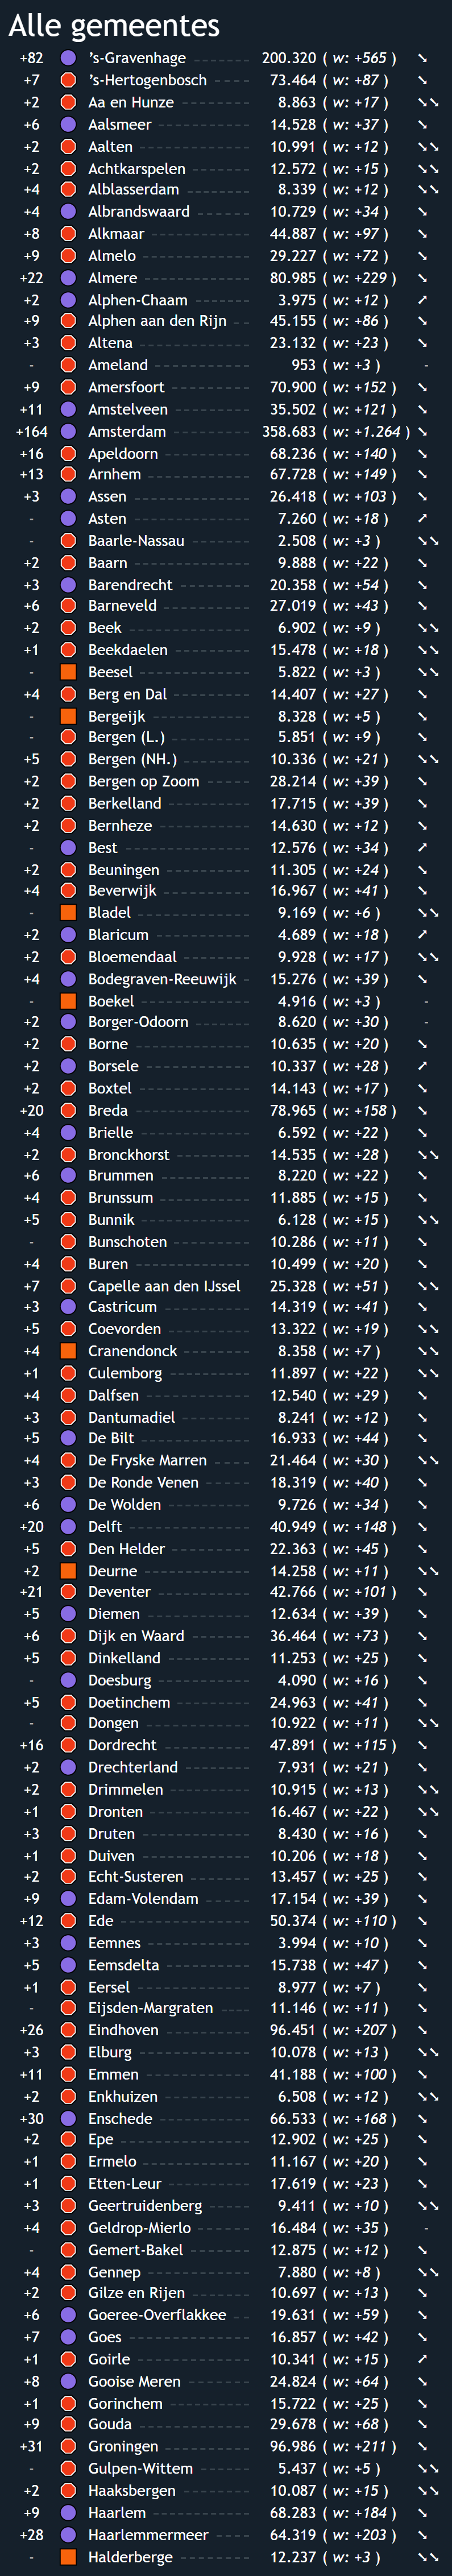 Alle gemeentes
+82 's-Gravenhage 200.320 ( w: +565 )
+7 's-Hertogenbosch 73.464 ( w: +87 )
+2 Aa en Hunze 8.863 ( w: +17 )
+6 Aalsmeer 14.528 ( w: +37 )
+2 Aalten 10.991 ( w: +12 )
+2 Achtkarspelen 12.572 ( w: +15 )
+4 Alblasserdam 8.339 ( w: +12 )
+4 Albrandswaard 10.729 ( w: +34 )
+8 Alkmaar 44.887 ( w: +97 )
+9 Almelo 29.227 ( w: +72 )
+22 Almere 80.985 ( w: +229 )
+2 Alphen-Chaam 3.975 ( w: +12 )
+9 Alphen aan den Rijn 45.155 ( w: +86 )
+3 Altena 23.132 ( w: +23 )
- Ameland 953 ( w: +3 ) -
+9 Amersfoort 70.900 ( w: +152 )
+11 Amstelveen 35.502 ( w: +121 )
+164 Amsterdam 358.683 ( w: +1.264 )
+16 Apeldoorn 68.236 ( w: +140 )
+13 Arnhem 67.728 ( w: +149 )
+3 Assen 26.418 ( w: +103 )
- Asten 7.260 ( w: +18 )
- Baarle-Nassau 2.508 ( w: +3 )
+2 Baarn 9.888 ( w: +22 )
+3 Barendrecht 20.358 ( w: +54 )
+6 Barneveld 27.019 ( w: +43 )
+2 Beek 6.902 ( w: +9 )
+1 Beekdaelen 15.478 ( w: +18 )
- Beesel 5.822 ( w: +3 )
+4 Berg en Dal 14.407 ( w: +27 )
- Bergeijk 8.328 ( w: +5 )
- Bergen (L.) 5.851 ( w: +9 )
+5 Bergen (NH.) 10.336 ( w: +21 )
+2 Bergen op Zoom 28.214 ( w: +39 )
+2 Berkelland 17.715 ( w: +39 )
+2 Bernheze 14.630 ( w: +12 )
- Best 12.576 ( w: +34 )
+2 Beuningen 11.305 ( w: +24 )
+4 Beverwijk 16.967 ( w: +41 )
- Bladel 9.169 ( w: +6 )
+2 Blaricum 4.689 ( w: +18 )
+2 Bloemendaal 9.928 ( w: +17 )
+4 Bodegraven-Reeuwijk 15.276 ( w: +39 )
- Boekel 4.916 ( w: +3 ) -
+2 Borger-Odoorn 8.620 ( w: +30 ) -
+2 Borne 10.635 ( w: +20 )
+2 Borsele 10.337 ( w: +28 )
+2 Boxtel 14.143 ( w: +17 )
+20 Breda 78.965 ( w: +158 )
+4 Brielle 6.592 ( w: +22 )
+2 Bronckhorst 14.535 ( w: +28 )
+6 Brummen 8.220 ( w: +22 )
+4 Brunssum 11.885 ( w: +15 )
+5 Bunnik 6.128 ( w: +15 )
- Bunschoten 10.286 ( w: +11 )
+4 Buren 10.499 ( w: +20 )
+7 Capelle aan den IJssel 25.328 ( w: +51 )
+3 Castricum 14.319 ( w: +41 )
+5 Coevorden 13.322 ( w: +19 )
+4 Cranendonck 8.358 ( w: +7 )
+1 Culemborg 11.897 ( w: +22 )
+4 Dalfsen 12.540 ( w: +29 )
+3 Dantumadiel 8.241 ( w: +12 )
+5 De Bilt 16.933 ( w: +44 )
+4 De Fryske Marren 21.464 ( w: +30 )
+3 De Ronde Venen 18.319 ( w: +40 )
+6 De Wolden 9.726 ( w: +34 )
+20 Delft 40.949 ( w: +148 )
+5 Den Helder 22.363 ( w: +45 )
+2 Deurne 14.258 ( w: +11 )
+21 Deventer 42.766 ( w: +101 )
+5 Diemen 12.634 ( w: +39 )
+6 Dijk en Waard 36.464 ( w: +73 )
+5 Dinkelland 11.253 ( w: +25 )
- Doesburg 4.090 ( w: +16 )
+5 Doetinchem 24.963 ( w: +41 )
- Dongen 10.922 ( w: +11 )
+16 Dordrecht 47.891 ( w: +115 )
+2 Drechterland 7.931 ( w: +21 )
+2 Drimmelen 10.915 ( w: +13 )
+1 Dronten 16.467 ( w: +22 )
+3 Druten 8.430 ( w: +16 )
+1 Duiven 10.206 ( w: +18 )
+2 Echt-Susteren 13.457 ( w: +25 )
+9 Edam-Volendam 17.154 ( w: +39 )
+12 Ede 50.374 ( w: +110 )
+3 Eemnes 3.994 ( w: +10 )
+5 Eemsdelta 15.738 ( w: +47 )
+1 Eersel 8.977 ( w: +7 )
- Eijsden-Margraten 11.146 ( w: +11 )
+26 Eindhoven 96.451 ( w: +207 )
+3 Elburg 10.078 ( w: +13 )
+11 Emmen 41.188 ( w: +100 )
+2 Enkhuizen 6.508 ( w: +12 )
+30 Enschede 66.533 ( w: +168 )
+2 Epe 12.902 ( w: +25 )
+1 Ermelo 11.167 ( w: +20 )
+1 Etten-Leur 17.619 ( w: +23 )
+3 Geertruidenberg 9.411 ( w: +10 )
+4 Geldrop-Mierlo 16.484 ( w: +35 ) -
- Gemert-Bakel 12.875 ( w: +12 )
+4 Gennep 7.880 ( w: +8 )
+2 Gilze en Rijen 10.697 ( w: +13 )
+6 Goeree-Overflakkee 19.631 ( w: +59 )
+7 Goes 16.857 ( w: +42 )
+1 Goirle 10.341 ( w: +15 )
+8 Gooise Meren 24.824 ( w: +64 )
+1 Gorinchem 15.722 ( w: +25 )
+9 Gouda 29.678 ( w: +68 )
+31 Groningen 96.986 ( w: +211 )
- Gulpen-Wittem 5.437 ( w: +5 )
+2 Haaksbergen 10.087 ( w: +15 )
+9 Haarlem 68.283 ( w: +184 )
+28 Haarlemmermeer 64.319 ( w: +203 )
- Halderberge 12.237 ( w: +3 )